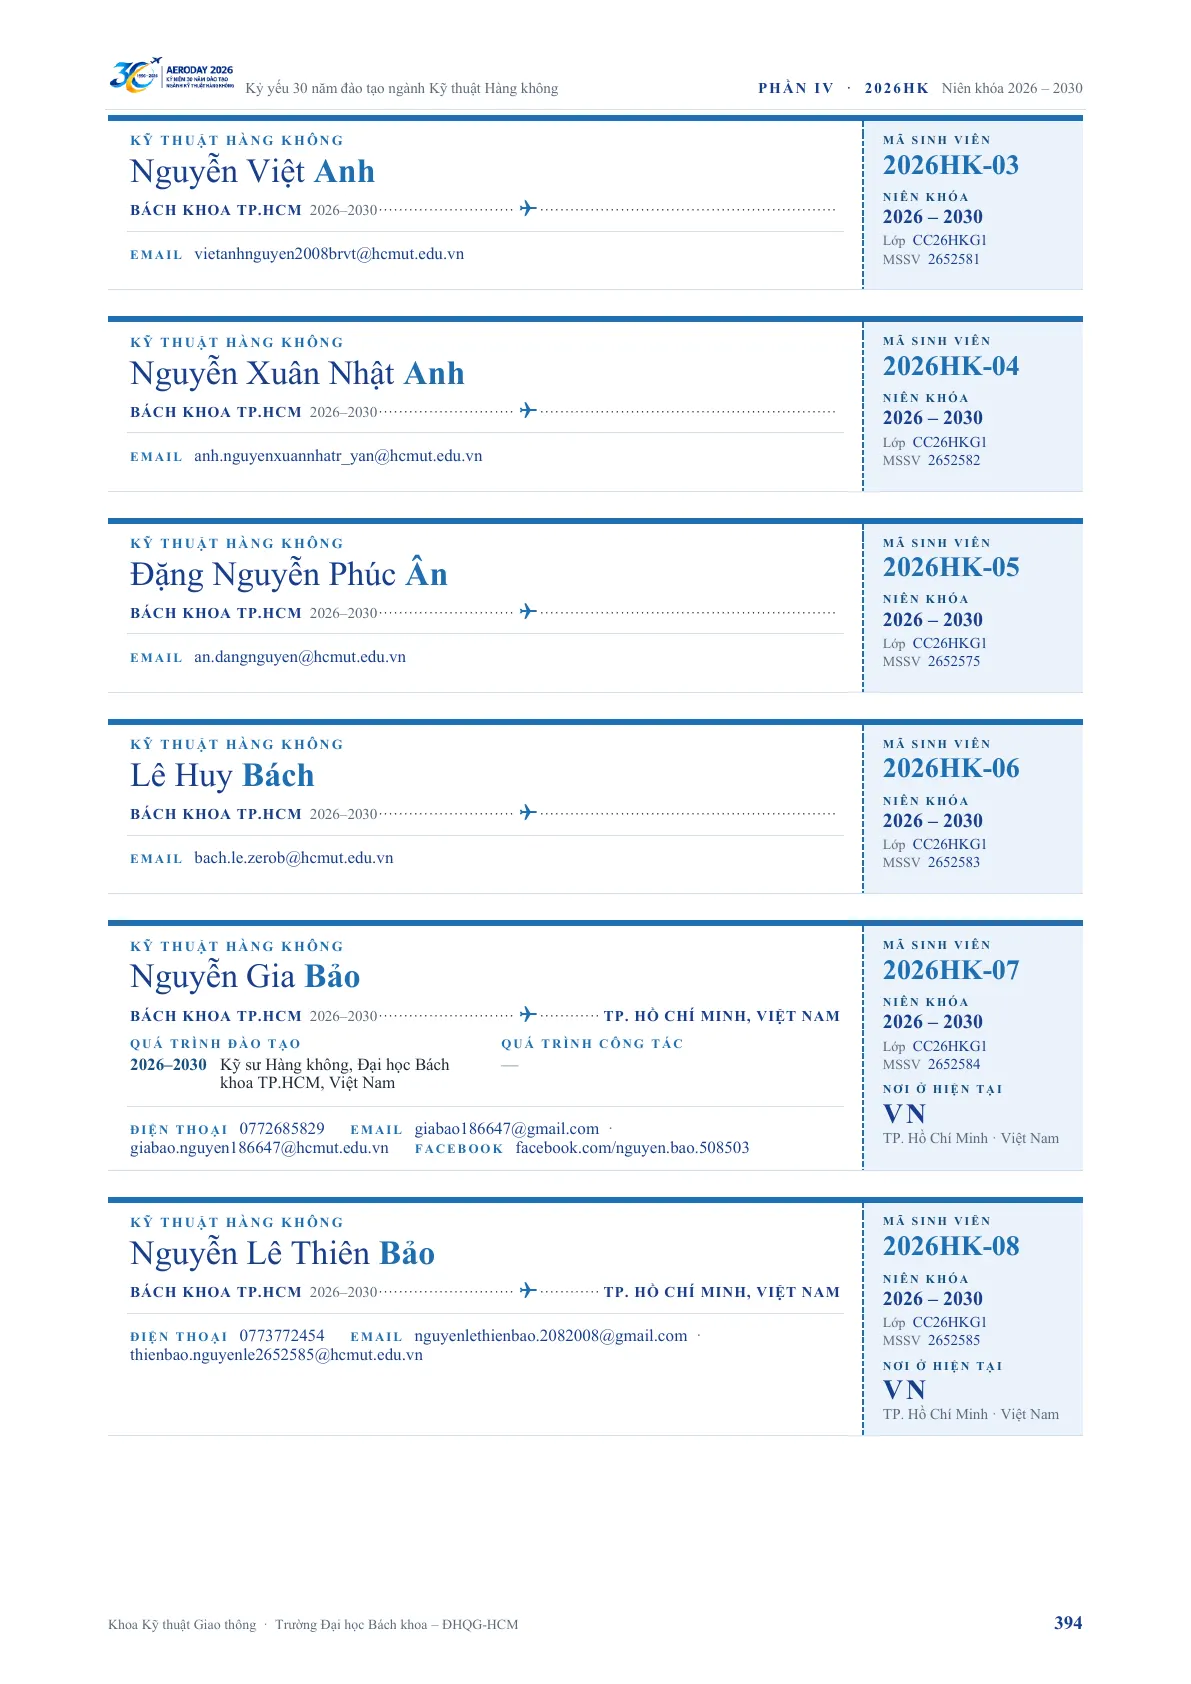 AERODAY 2026
KỶ NIỆM 30 NĂM ĐÀO TẠO
NGÀNH KỸ THUẬT HÀNG KHÔNG
Kỷ yếu 30 năm đào tạo ngành Kỹ thuật Hàng không
PHẦN IV · 2026HK Niên khóa 2026 – 2030
KỸ THUẬT HÀNG KHÔNG
Nguyễn Việt Anh
BÁCH KHOA TP.HCM 2026–2030
EMAIL vietanhnguyen2008brvt@hcmut.edu.vn
MÃ SINH VIÊN
2026HK-03
NIÊN KHÓA
2026 – 2030
Lớp CC26HKG1
MSSV 2652581
KỸ THUẬT HÀNG KHÔNG
Nguyễn Xuân Nhật Anh
BÁCH KHOA TP.HCM 2026–2030
EMAIL anh.nguyenxuannhatr_yan@hcmut.edu.vn
MÃ SINH VIÊN
2026HK-04
NIÊN KHÓA
2026 – 2030
Lớp CC26HKG1
MSSV 2652582
KỸ THUẬT HÀNG KHÔNG
Đặng Nguyễn Phúc Ân
BÁCH KHOA TP.HCM 2026–2030
EMAIL an.dangnguyen@hcmut.edu.vn
MÃ SINH VIÊN
2026HK-05
NIÊN KHÓA
2026 – 2030
Lớp CC26HKG1
MSSV 2652575
KỸ THUẬT HÀNG KHÔNG
Lê Huy Bách
BÁCH KHOA TP.HCM 2026–2030
EMAIL bach.le.zerob@hcmut.edu.vn
MÃ SINH VIÊN
2026HK-06
NIÊN KHÓA
2026 – 2030
Lớp CC26HKG1
MSSV 2652583
KỸ THUẬT HÀNG KHÔNG
Nguyễn Gia Bảo
BÁCH KHOA TP.HCM 2026–2030 TP. HỒ CHÍ MINH, VIỆT NAM
QUÁ TRÌNH ĐÀO TẠO
2026–2030 Kỹ sư Hàng không, Đại học Bách
khoa TP.HCM, Việt Nam
QUÁ TRÌNH CÔNG TÁC
—
ĐIỆN THOẠI 0772685829 EMAIL giabao186647@gmail.com ·
giabao.nguyen186647@hcmut.edu.vn FACEBOOK facebook.com/nguyen.bao.508503
MÃ SINH VIÊN
2026HK-07
NIÊN KHÓA
2026 – 2030
Lớp CC26HKG1
MSSV 2652584
NƠI Ở HIỆN TẠI
VN
TP. Hồ Chí Minh · Việt Nam
KỸ THUẬT HÀNG KHÔNG
Nguyễn Lê Thiên Bảo
BÁCH KHOA TP.HCM 2026–2030 TP. HỒ CHÍ MINH, VIỆT NAM
ĐIỆN THOẠI 0773772454 EMAIL nguyenlethienbao.2082008@gmail.com ·
thienbao.nguyenle2652585@hcmut.edu.vn
MÃ SINH VIÊN
2026HK-08
NIÊN KHÓA
2026 – 2030
Lớp CC26HKG1
MSSV 2652585
NƠI Ở HIỆN TẠI
VN
TP. Hồ Chí Minh · Việt Nam
Khoa Kỹ thuật Giao thông · Trường Đại học Bách khoa – ĐHQG-HCM
394